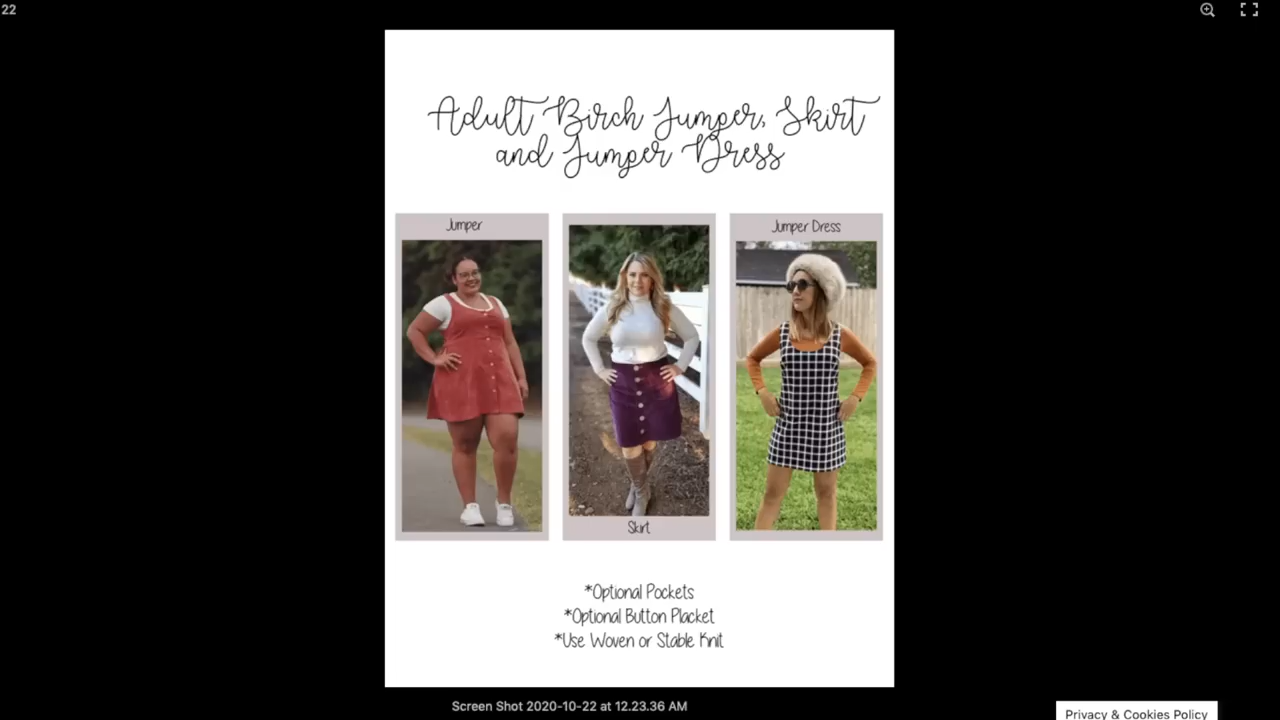 22
Adult Birch Jumper, Skirt
and Jumper Dress
Jumper
Jumper Dress
Skirt
*Optional Pockets
*Optional Button Placket
*Use Woven or Stable Knit
Screen Shot 2020-10-22 at 12.23.36 AM
Privacy & Cookies Policy